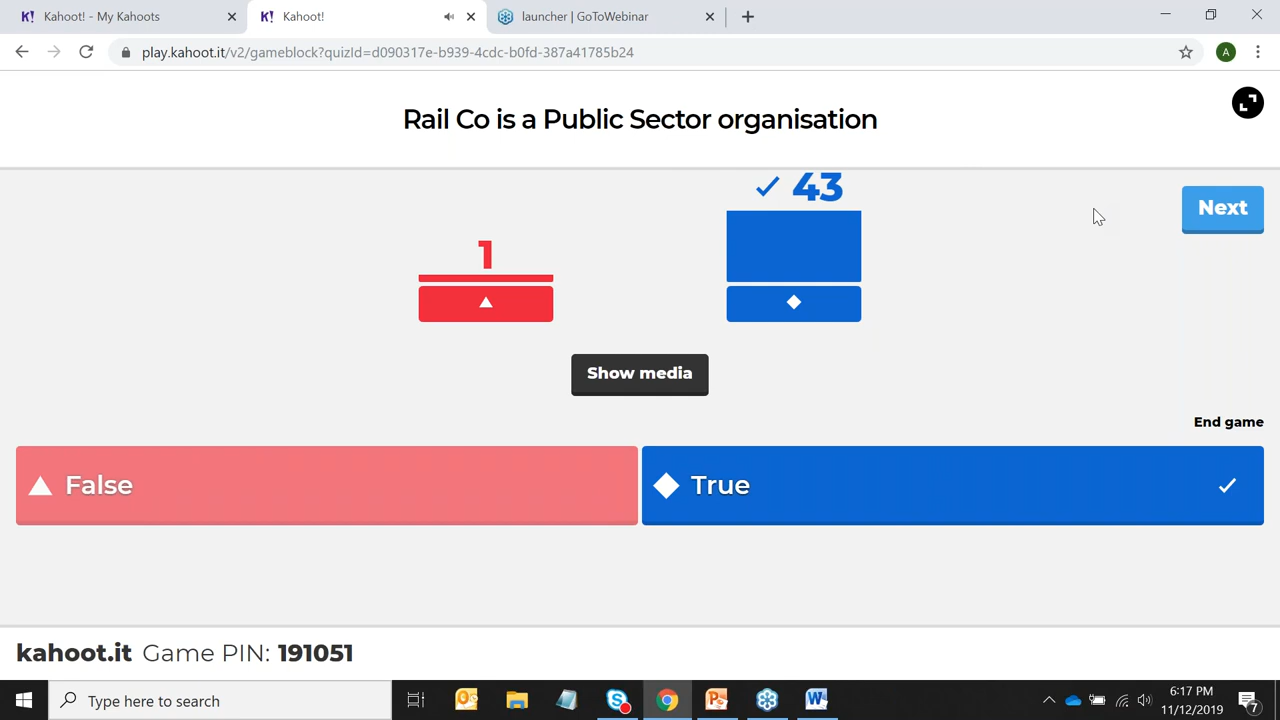 K! Kahoot! - My Kahoots
K! Kahoot!
launcher | GoToWebinar
play.kahoot.it/v2/gameblock?quizId=d090317e-b939-4cdc-b0fd-387a41785b24
A
Rail Co is a Public Sector organisation
43
1
Next
Show media
End game
False
True
kahoot.it Game PIN: 191051
Type here to search
6:17 PM
11/12/2019
7